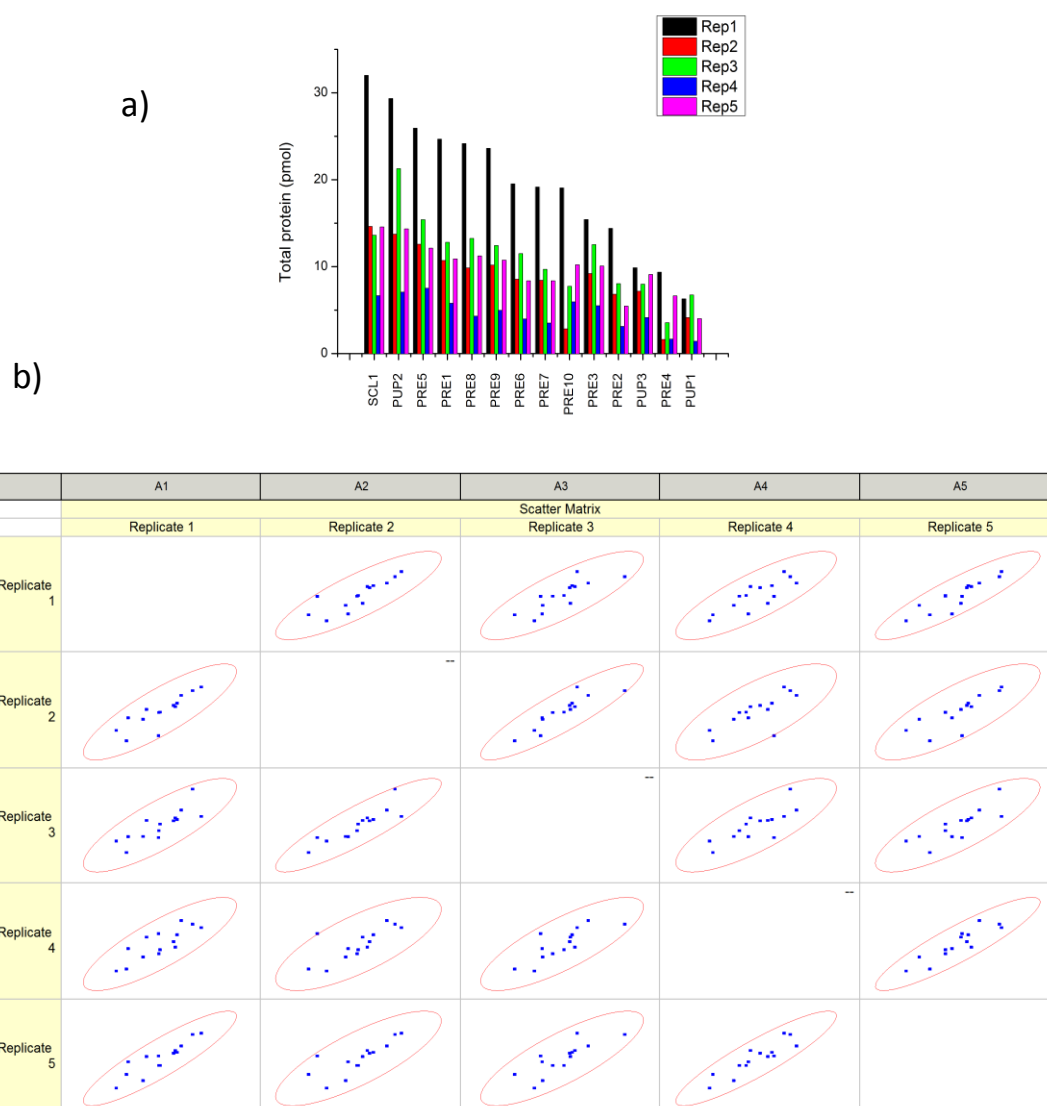 a)
Rep1
Rep2
Rep3
Rep4
Rep5
Total protein (pmol)
30
20
10
0
SCL1
PUP2
PRE5
PRE1
PRE8
PRE9
PRE6
PRE7
PRE10
PRE3
PRE2
PUP3
PRE4
PUP1
b)
A1 A2 A3 A4 A5
Scatter Matrix
Replicate 1 Replicate 2 Replicate 3 Replicate 4 Replicate 5
Replicate
1
Replicate
2
--
Replicate
3
--
Replicate
4
--
Replicate
5